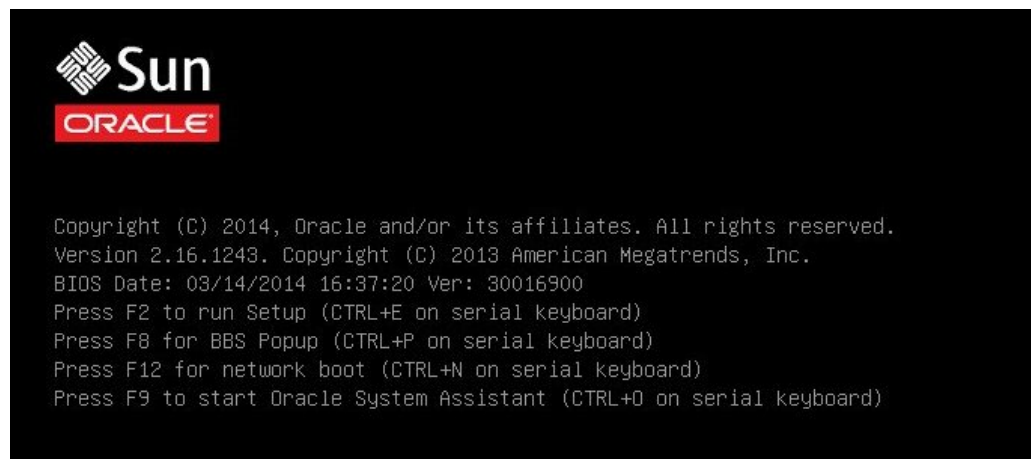 Sun
ORACLE
Copyright (C) 2014, Oracle and/or its affiliates. All rights reserved.
Version 2.16.1243. Copyright (C) 2013 American Megatrends, Inc.
BIOS Date: 03/14/2014 16:37:20 Ver: 30016900
Press F2 to run Setup (CTRL+E on serial keyboard)
Press F8 for BBS Popup (CTRL+P on serial keyboard)
Press F12 for network boot (CTRL+N on serial keyboard)
Press F9 to start Oracle System Assistant (CTRL+O on serial keyboard)